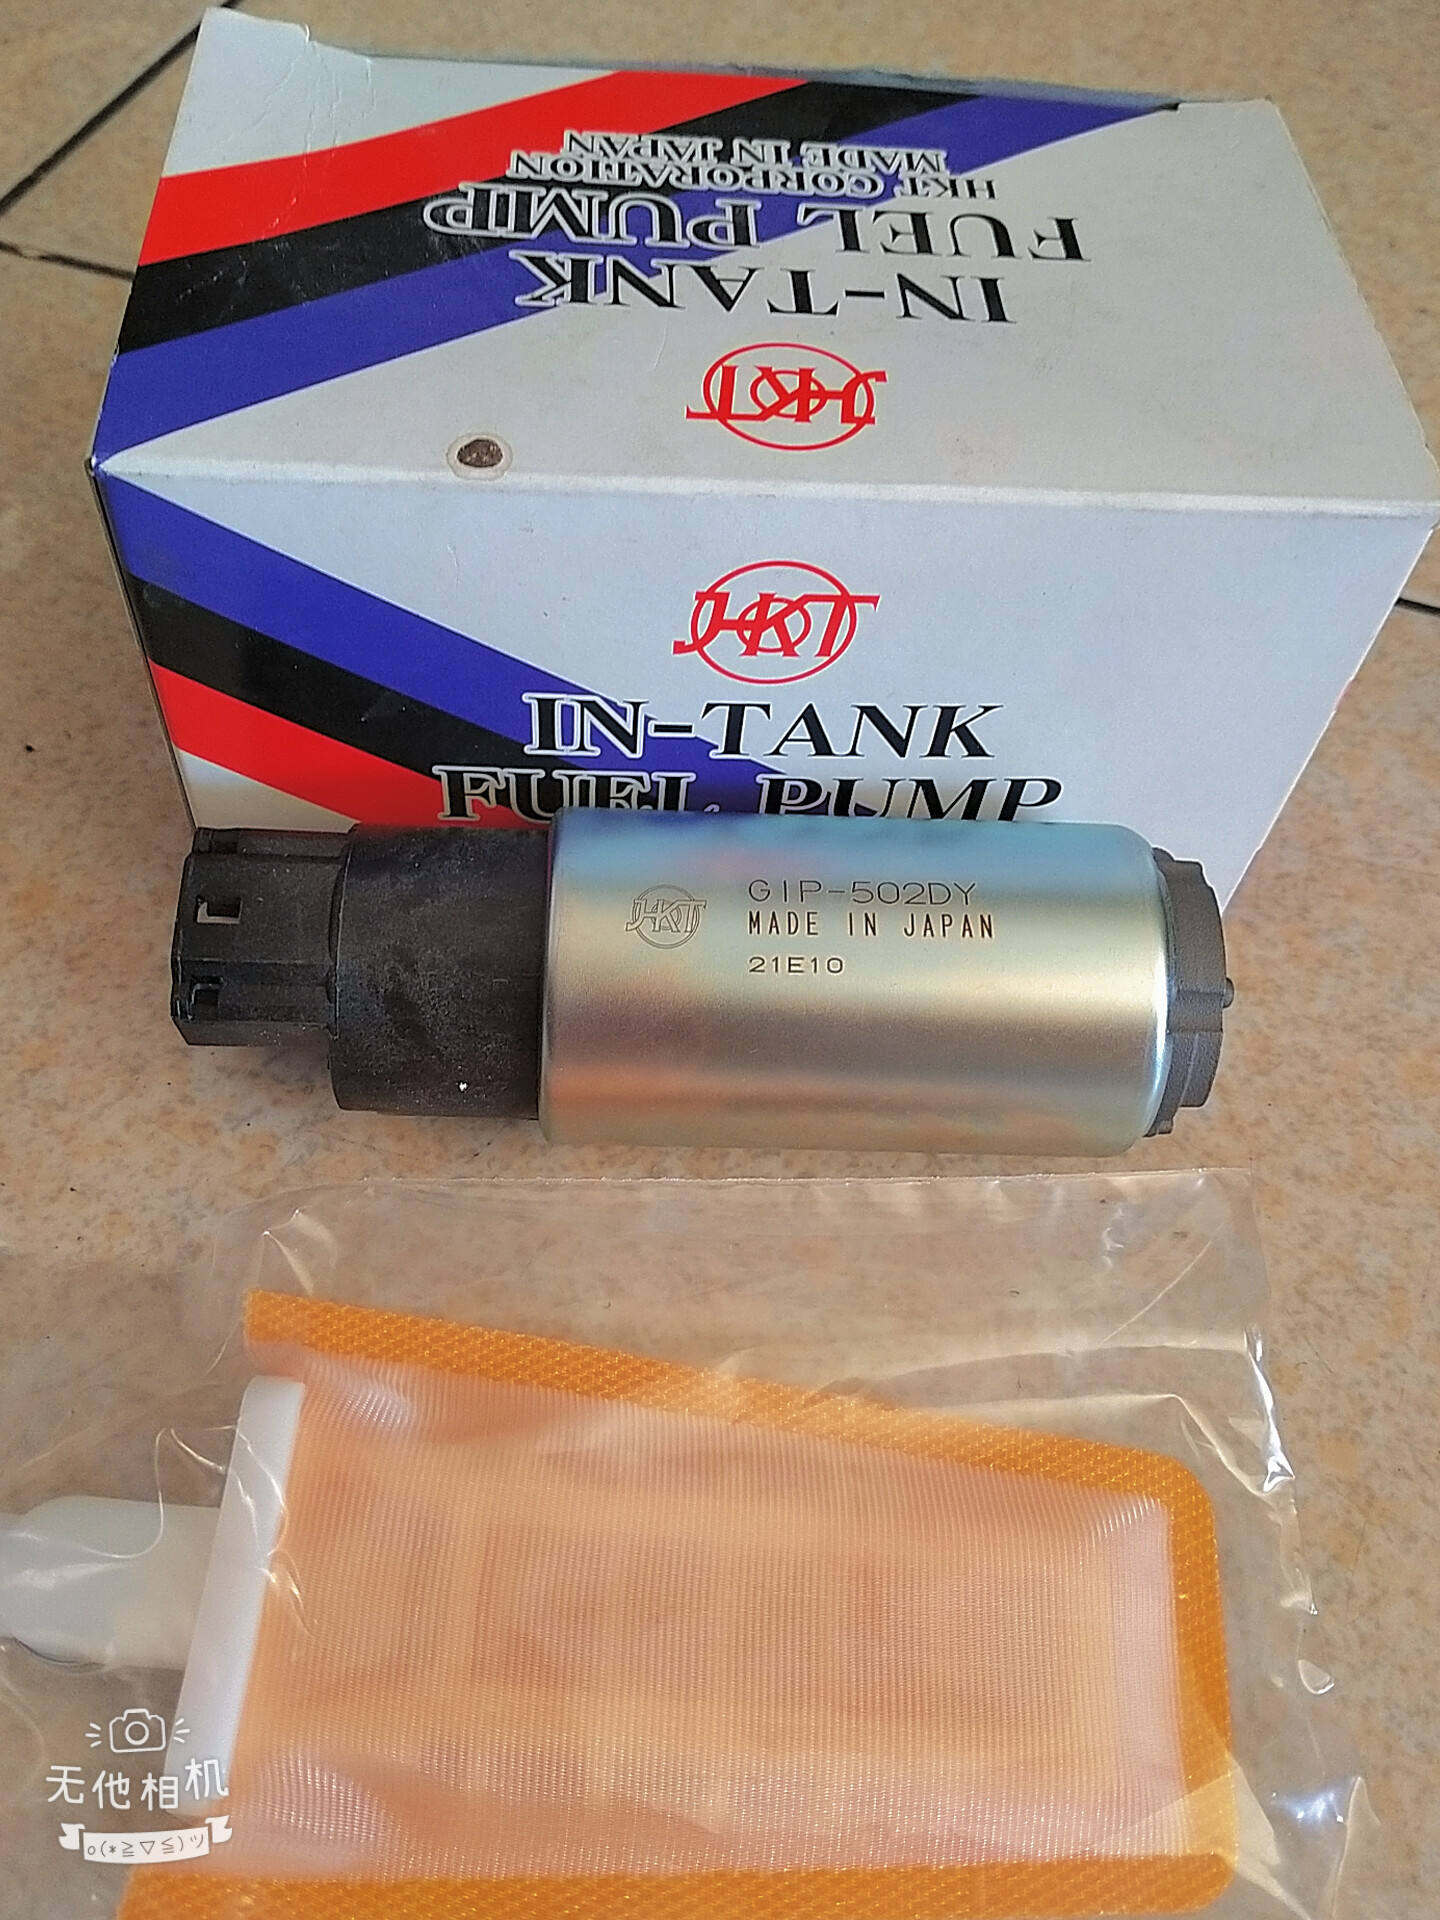 MADE IN JAPAN
HKT CORPORATION
FUEL PUMP
IN-TANK
HKT
HKT
IN-TANK
FUEL PUMP
HKT
GIP-502DY
MADE IN JAPAN
21E10
无他相机
o(*≧▽≦)ツ